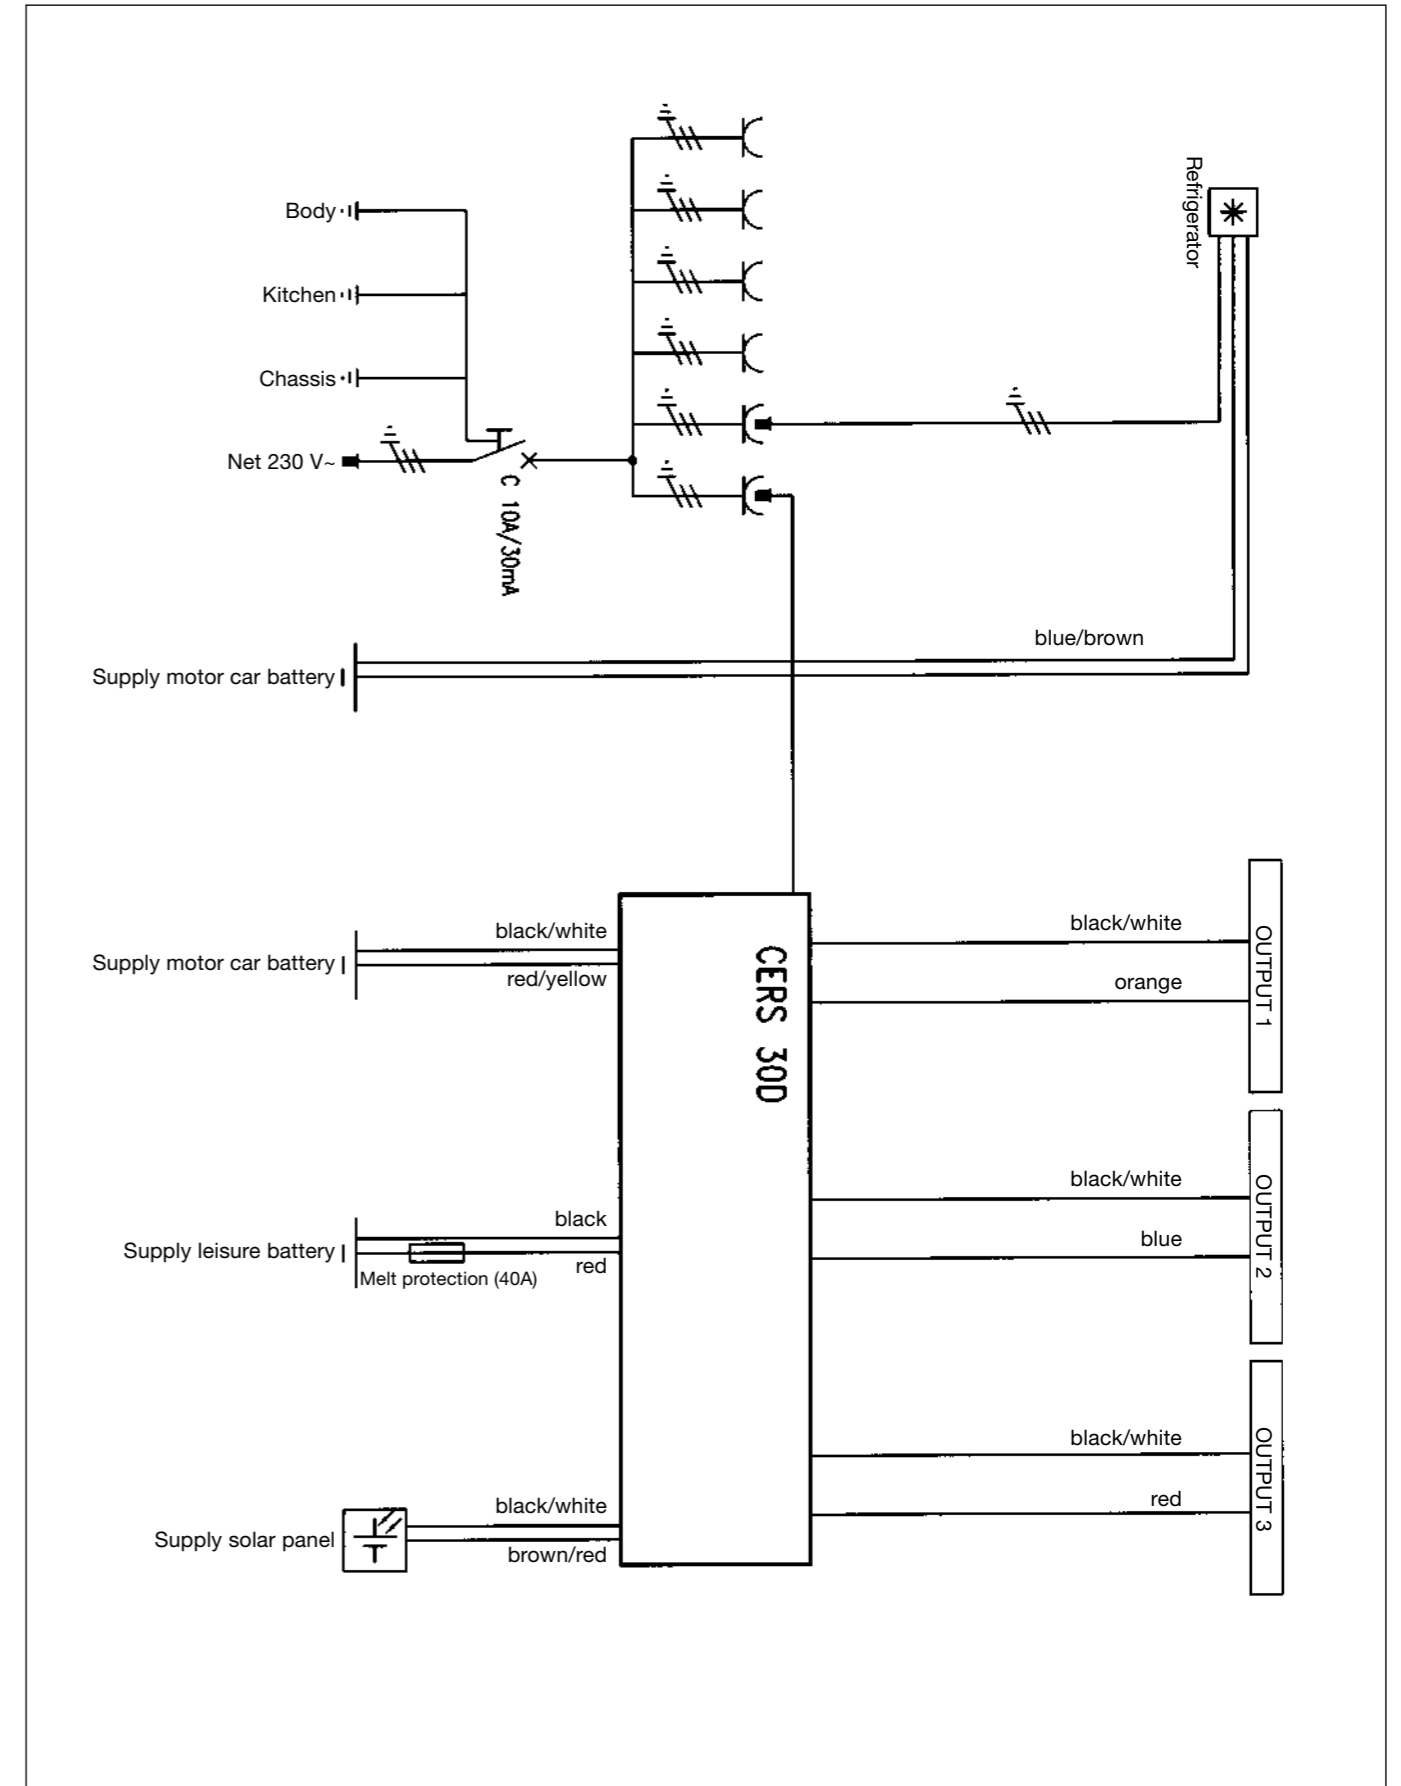 Refrigerator
Body
Kitchen
Chassis
Net 230 V~
C 10A/30mA
blue/brown
Supply motor car battery
black/white
Supply motor car battery
red/yellow
CERS 30D
black/white
orange
OUTPUT 1
black
Supply leisure battery
red
Melt protection (40A)
black/white
blue
OUTPUT 2
black/white
red
OUTPUT 3
black/white
Supply solar panel
brown/red